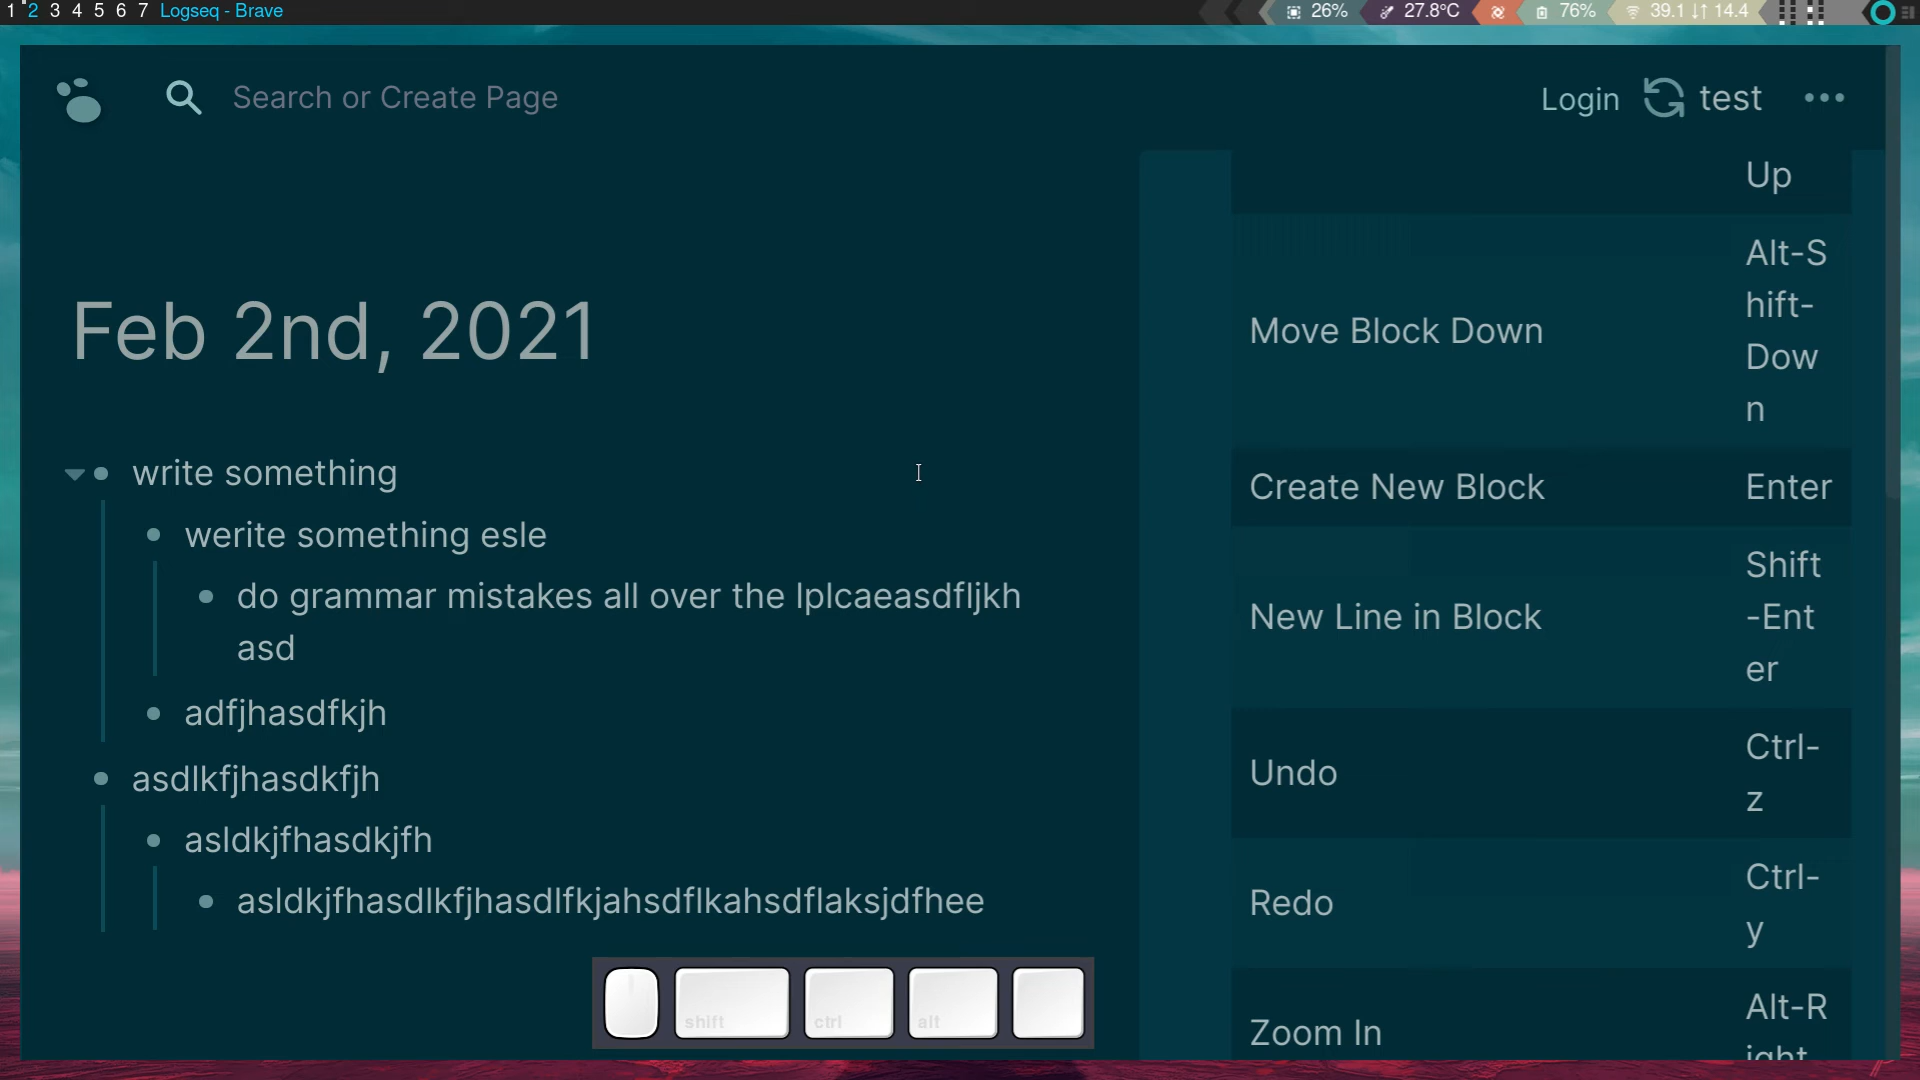 1 2 3 4 5 6 7 Logseq - Brave
26% 27.8°C 76% 39.1 ↓↑ 14.4
Search or Create Page
Login test
Feb 2nd, 2021
write something
werite something esle
do grammar mistakes all over the lplcaeasdfljkh
asd
adfjhasdfkjh
asdlkfjhasdkfjh
asldkjfhasdkjfh
asldkjfhasdlkfjhasdlfkjahsdflkahsdflaksjdfhee
Up
Move Block Down
Alt-S
hift-
Dow
n
Create New Block
Enter
New Line in Block
Shift
-Ent
er
Undo
Ctrl-
z
Redo
Ctrl-
y
Zoom In
Alt-R
ight
shift ctrl alt